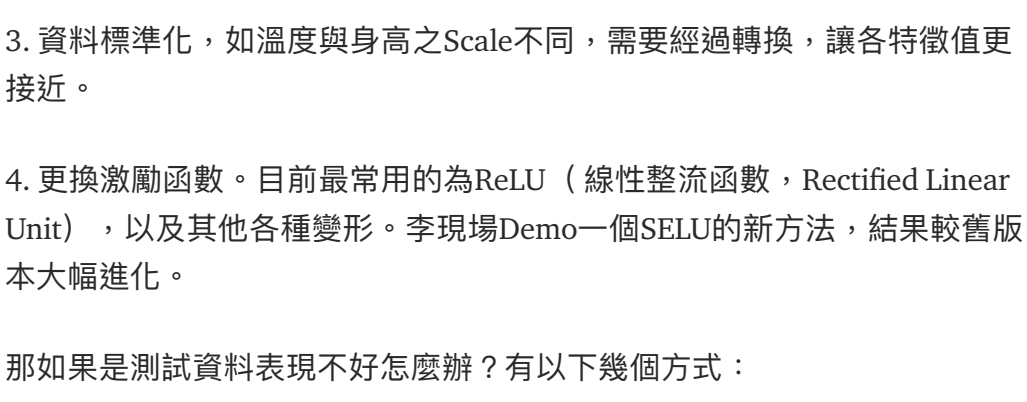 3. 資料標準化，如溫度與身高之Scale不同，需要經過轉換，讓各特徵值更
接近。
4. 更換激勵函數。目前最常用的為ReLU（ 線性整流函數，Rectified Linear
Unit），以及其他各種變形。李現場Demo一個SELU的新方法，結果較舊版
本大幅進化。
那如果是測試資料表現不好怎麼辦？有以下幾個方式：